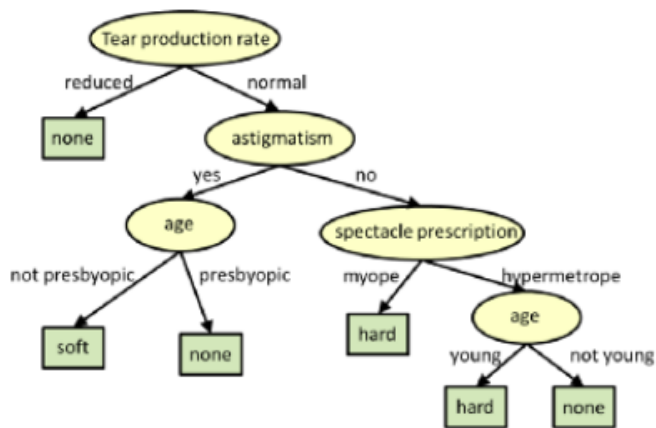 Tear production rate
reduced
normal
none
astigmatism
yes
no
age
spectacle prescription
not presbyopic
presbyopic
myope
hypermetrope
soft
none
hard
age
young
not young
hard
none